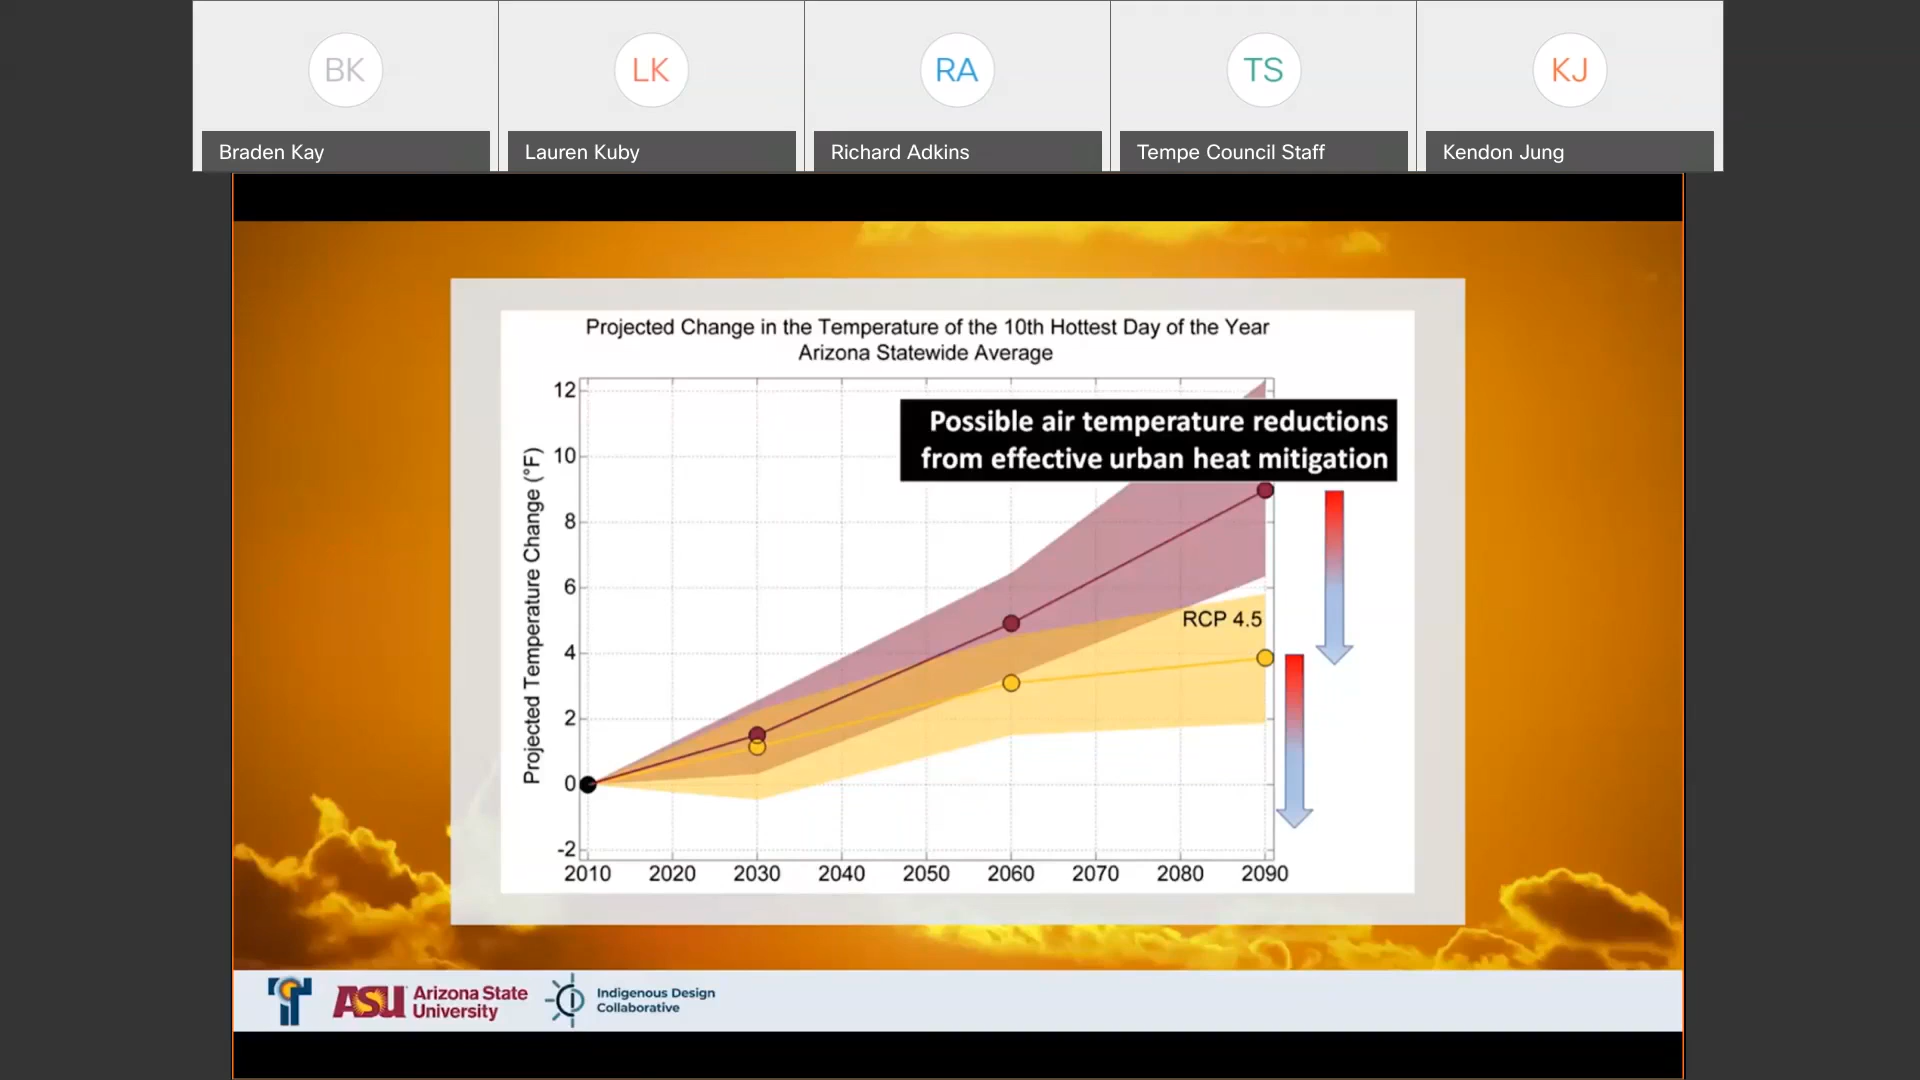 BK
LK
RA
TS
KJ
Braden Kay
Lauren Kuby
Richard Adkins
Tempe Council Staff
Kendon Jung
Projected Change in the Temperature of the 10th Hottest Day of the Year
Arizona Statewide Average
Possible air temperature reductions
from effective urban heat mitigation
Projected Temperature Change (°F)
12
10
8
6
4
2
0
-2
RCP 4.5
2010 2020 2030 2040 2050 2060 2070 2080 2090
ASU Arizona State
University
Indigenous Design
Collaborative